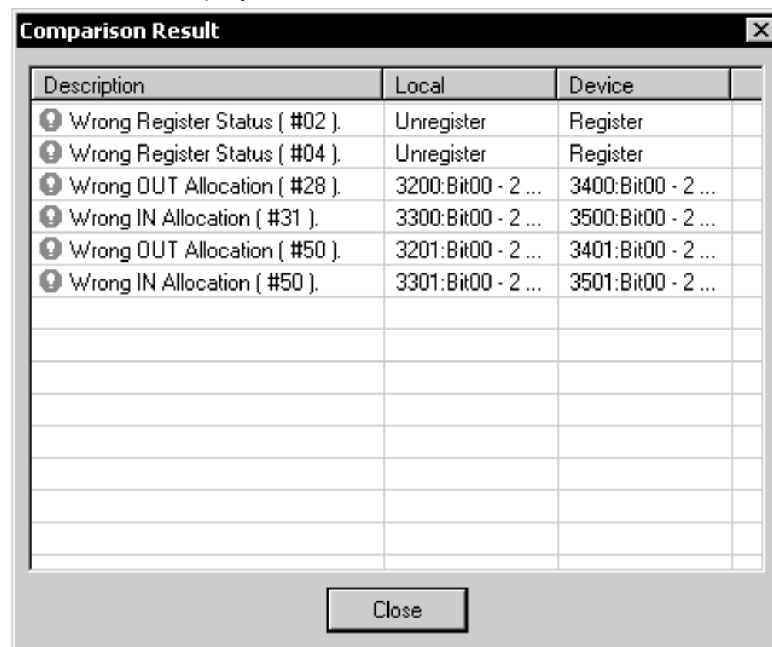 Comparison Result
Description Local Device
Wrong Register Status ( #02 ). Unregister Register
Wrong Register Status ( #04 ). Unregister Register
Wrong OUT Allocation ( #28 ). 3200:Bit00 - 2 ... 3400:Bit00 - 2 ...
Wrong IN Allocation ( #31 ). 3300:Bit00 - 2 ... 3500:Bit00 - 2 ...
Wrong OUT Allocation ( #50 ). 3201:Bit00 - 2 ... 3401:Bit00 - 2 ...
Wrong IN Allocation ( #50 ). 3301:Bit00 - 2 ... 3501:Bit00 - 2 ...
Close